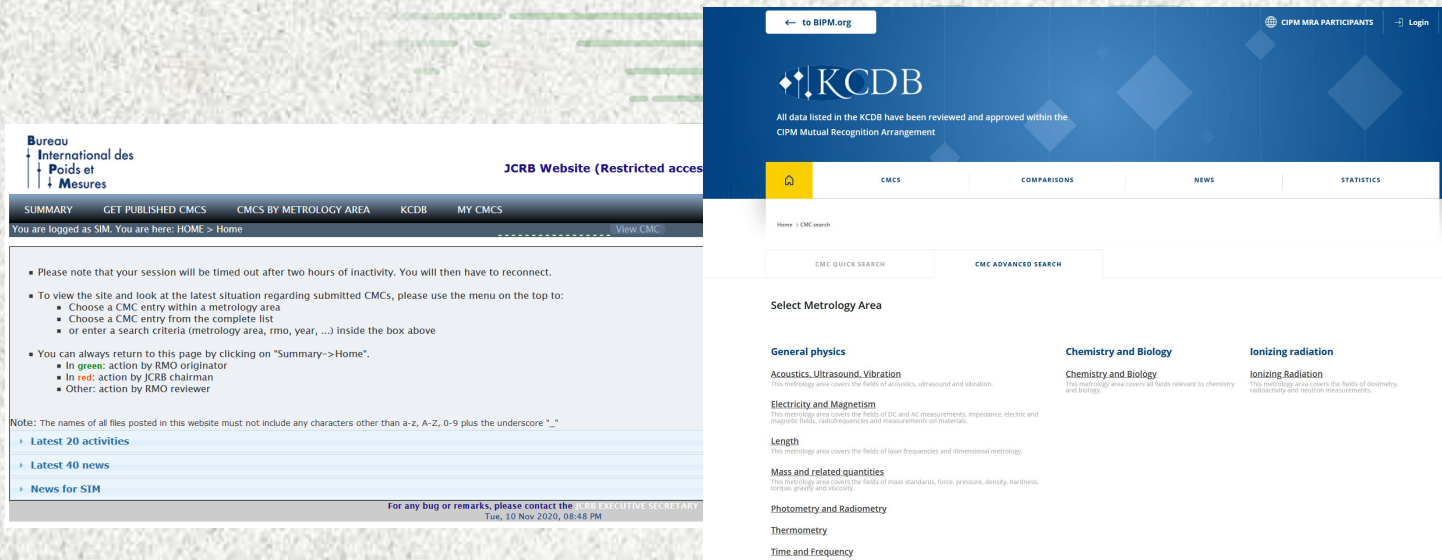 Bureau
International des
Poids et
Mesures
JCRB Website (Restricted acces
SUMMARY GET PUBLISHED CMCS CMCS BY METROLOGY AREA KCDB MY CMCS
You are logged as SIM. You are here: HOME > Home View CMC
Please note that your session will be timed out after two hours of inactivity. You will then have to reconnect.
To view the site and look at the latest situation regarding submitted CMCs, please use the menu on the top to:
Choose a CMC entry within a metrology area
Choose a CMC entry from the complete list
or enter a search criteria (metrology area, rmo, year, ...) inside the box above
You can always return to this page by clicking on "Summary->Home".
In green: action by RMO originator
In red: action by JCRB chairman
Other: action by RMO reviewer
Note: The names of all files posted in this website must not include any characters other than a-z, A-Z, 0-9 plus the underscore "_"
Latest 20 activities
Latest 40 news
News for SIM
For any bug or remarks, please contact the JCRB EXECUTIVE SECRETARY
Tue, 10 Nov 2020, 08:48 PM
← to BIPM.org
CIPM MRA PARTICIPANTS Login
KCDB
All data listed in the KCDB have been reviewed and approved within the
CIPM Mutual Recognition Arrangement
CMCS COMPARISONS NEWS STATISTICS
Home > CMC search
CMC QUICK SEARCH CMC ADVANCED SEARCH
Select Metrology Area
General physics
Acoustics, Ultrasound, Vibration
This metrology area covers the fields of acoustics, ultrasound and vibration.
Electricity and Magnetism
This metrology area covers the fields of DC and AC measurements, impedance, electric and
magnetic fields, radiofrequencies and measurements on materials.
Length
This metrology area covers the fields of laser frequencies and dimensional metrology.
Mass and related quantities
This metrology area covers the fields of mass standards, force, pressure, density, hardness,
torque, gravity and viscosity.
Photometry and Radiometry
Thermometry
Time and Frequency
Chemistry and Biology
Chemistry and Biology
This metrology area covers all fields relevant to chemistry
and biology.
Ionizing radiation
Ionizing Radiation
This metrology area covers the fields of dosimetry,
radioactivity and neutron measurements.